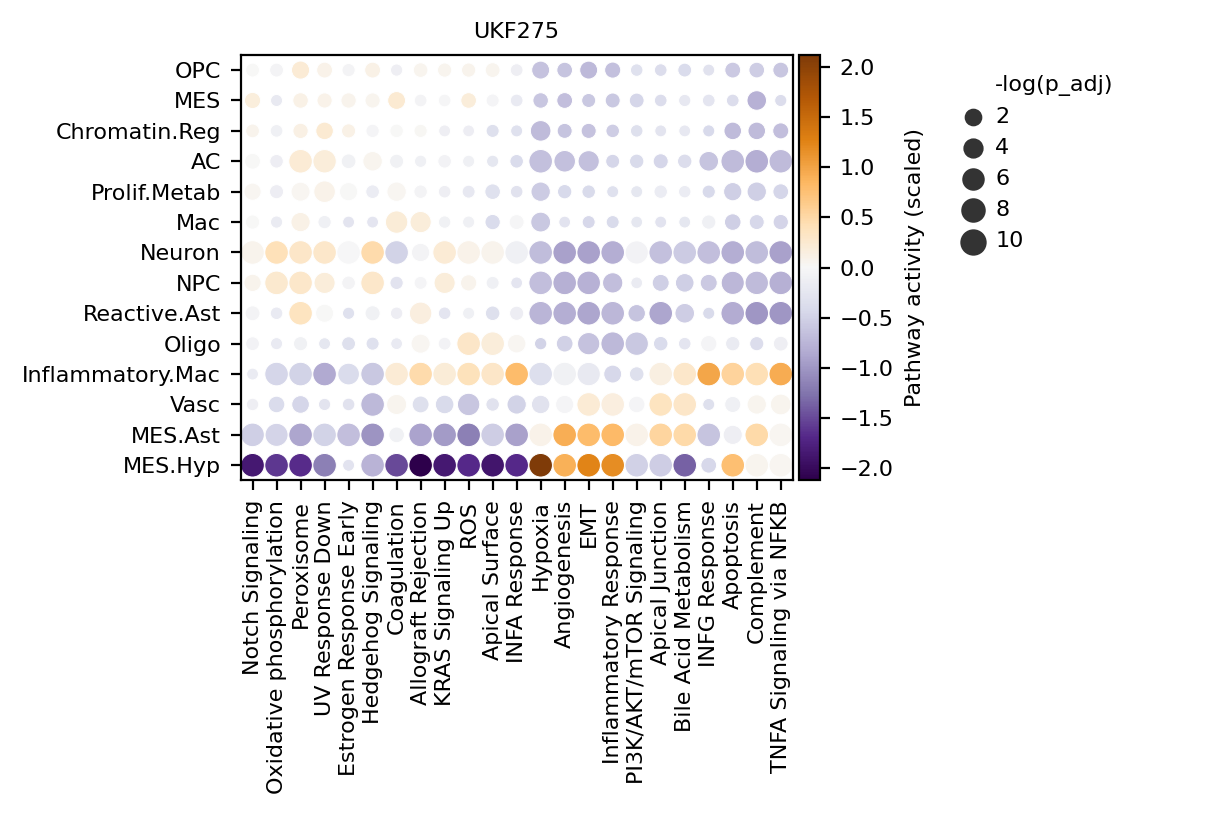 UKF275
OPC
MES
Chromatin.Reg
AC
Prolif.Metab
Mac
Neuron
NPC
Reactive.Ast
Oligo
Inflammatory.Mac
Vasc
MES.Ast
MES.Hyp
Notch Signaling
Oxidative phosphorylation
Peroxisome
UV Response Down
Estrogen Response Early
Hedgehog Signaling
Coagulation
Allograft Rejection
KRAS Signaling Up
ROS
Apical Surface
INFA Response
Hypoxia
Angiogenesis
EMT
Inflammatory Response
PI3K/AKT/mTOR Signaling
Apical Junction
Bile Acid Metabolism
INFG Response
Apoptosis
Complement
TNFA Signaling via NFKB
2.0
1.5
1.0
0.5
0.0
−0.5
−1.0
−1.5
−2.0
Pathway activity (scaled)
-log(p_adj)
2
4
6
8
10